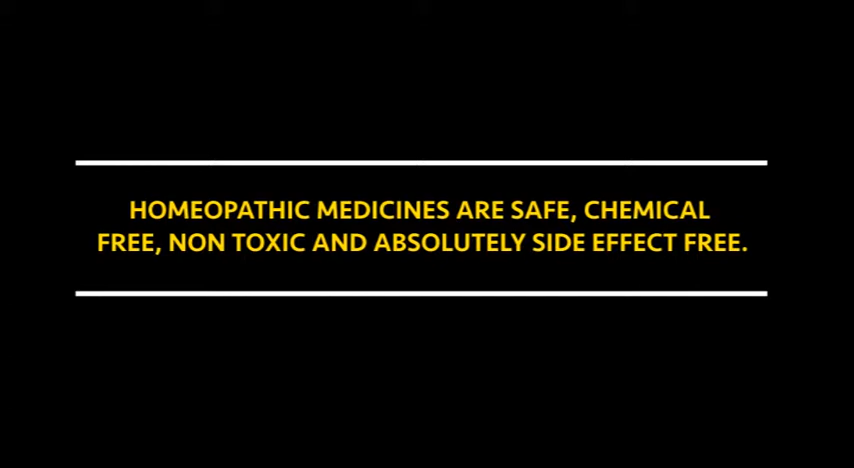 HOMEOPATHIC MEDICINES ARE SAFE, CHEMICAL
FREE, NON TOXIC AND ABSOLUTELY SIDE EFFECT FREE.